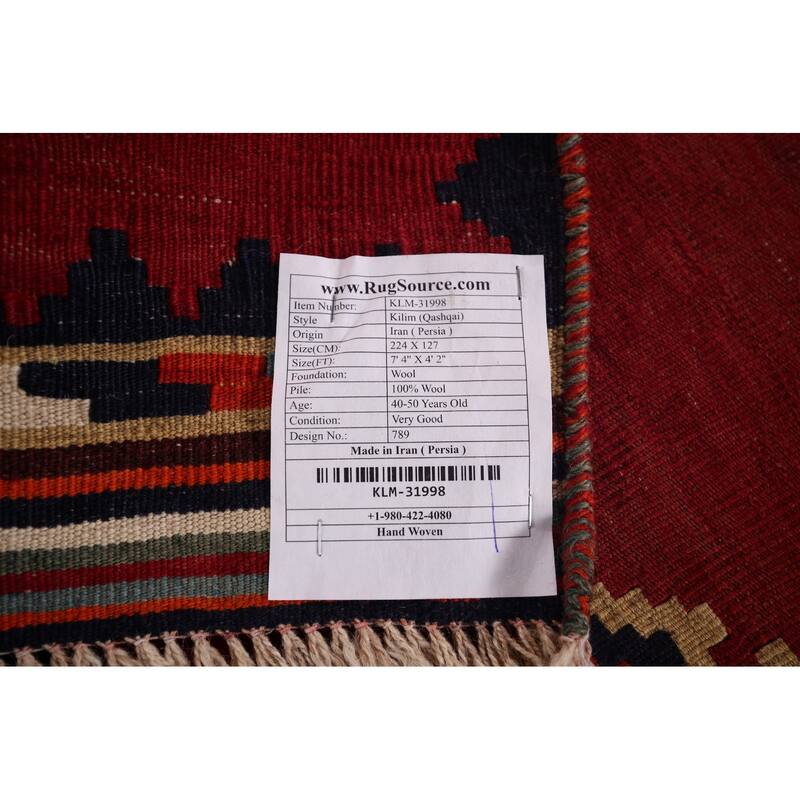 www.RugSource.com
Item Number: KLM-31998
Style Kilim (Qashqai)
Origin Iran ( Persia )
Size(CM): 224 X 127
Size(FT): 7' 4" X 4' 2"
Foundation: Wool
Pile: 100% Wool
Age: 40-50 Years Old
Condition: Very Good
Design No.: 789
Made in Iran ( Persia )
KLM-31998
+1-980-422-4080
Hand Woven